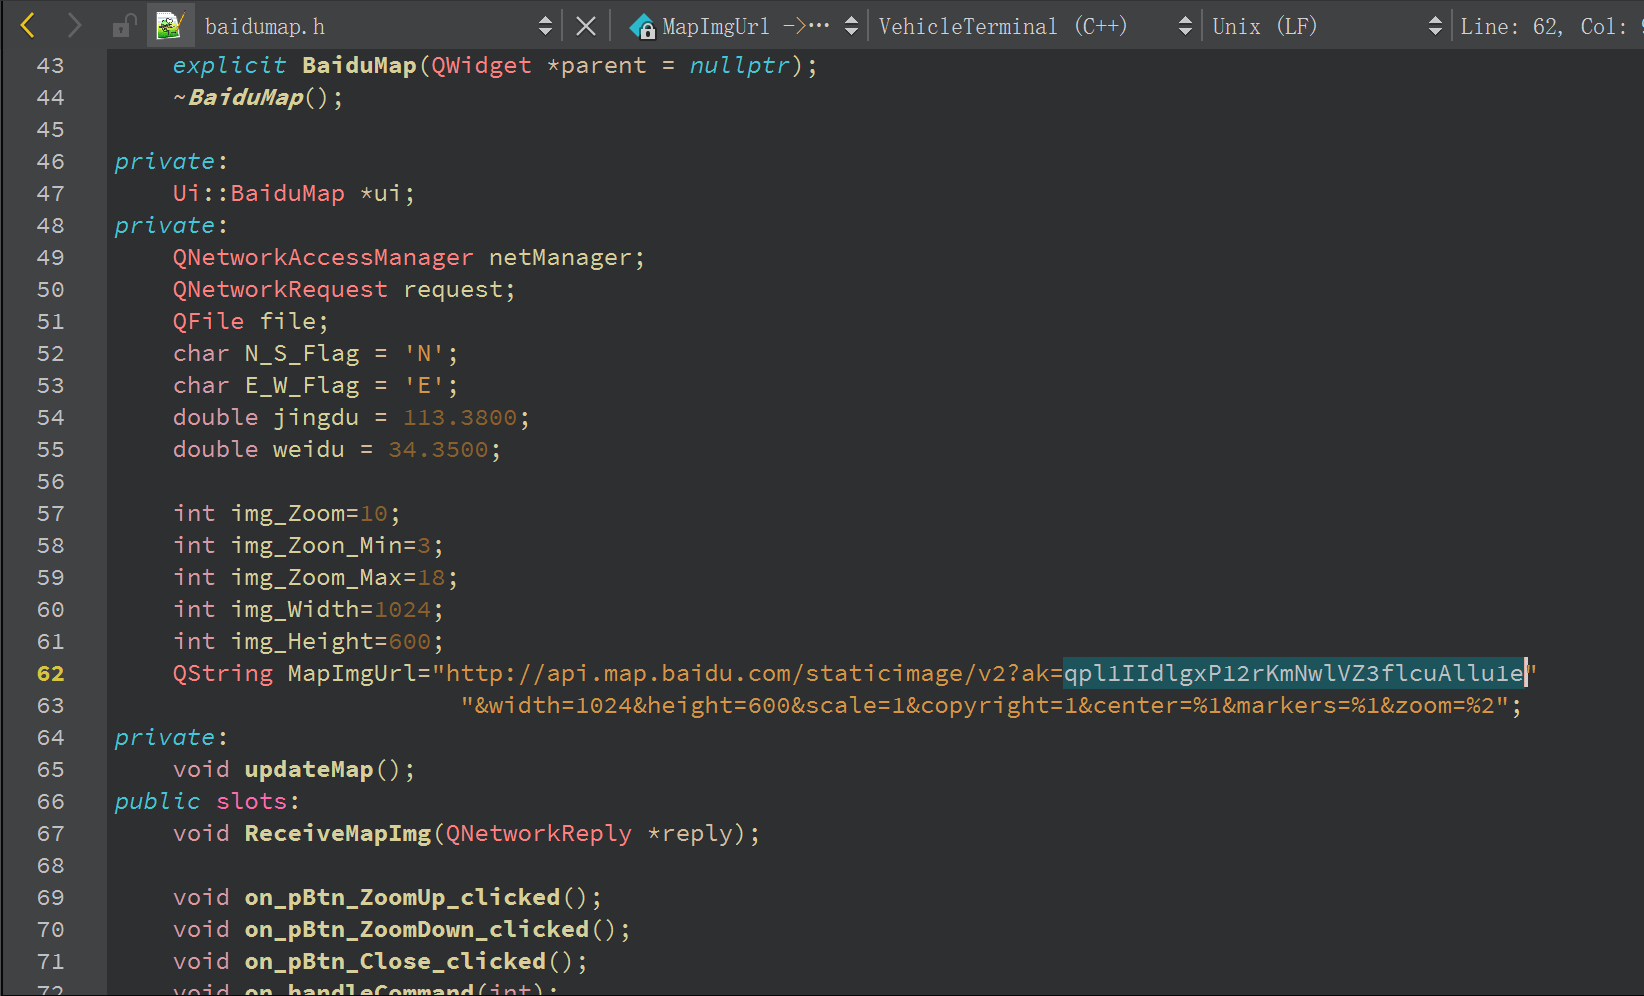 baidumap.h MapImgUrl ->··· VehicleTerminal (C++) Unix (LF) Line: 62, Col:
43 explicit BaiduMap(QWidget *parent = nullptr);
44 ~BaiduMap();
45
46 private:
47 Ui::BaiduMap *ui;
48 private:
49 QNetworkAccessManager netManager;
50 QNetworkRequest request;
51 QFile file;
52 char N_S_Flag = 'N';
53 char E_W_Flag = 'E';
54 double jingdu = 113.3800;
55 double weidu = 34.3500;
56
57 int img_Zoom=10;
58 int img_Zoon_Min=3;
59 int img_Zoom_Max=18;
60 int img_Width=1024;
61 int img_Height=600;
62 QString MapImgUrl="http://api.map.baidu.com/staticimage/v2?ak=qpl1IIdlgxP12rKmNwlVZ3flcuAllu1e"
63 "&width=1024&height=600&scale=1&copyright=1&center=%1&markers=%1&zoom=%2";
64 private:
65 void updateMap();
66 public slots:
67 void ReceiveMapImg(QNetworkReply *reply);
68
69 void on_pBtn_ZoomUp_clicked();
70 void on_pBtn_ZoomDown_clicked();
71 void on_pBtn_Close_clicked();
72 void on_handleCommand(int);